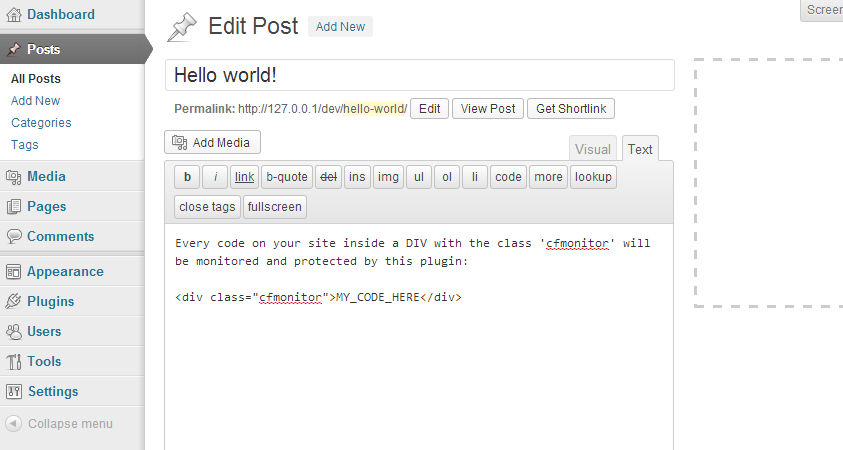 Dashboard
Posts
All Posts
Add New
Categories
Tags
Media
Pages
Comments
Appearance
Plugins
Users
Tools
Settings
Collapse menu
Screen
Edit Post Add New
Hello world!
Permalink: http://127.0.0.1/dev/hello-world/ Edit View Post Get Shortlink
Add Media
Visual Text
b i link b-quote del ins img ul ol li code more lookup
close tags fullscreen
Every code on your site inside a DIV with the class 'cfmonitor' will
be monitored and protected by this plugin:
<div class="cfmonitor">MY_CODE_HERE</div>